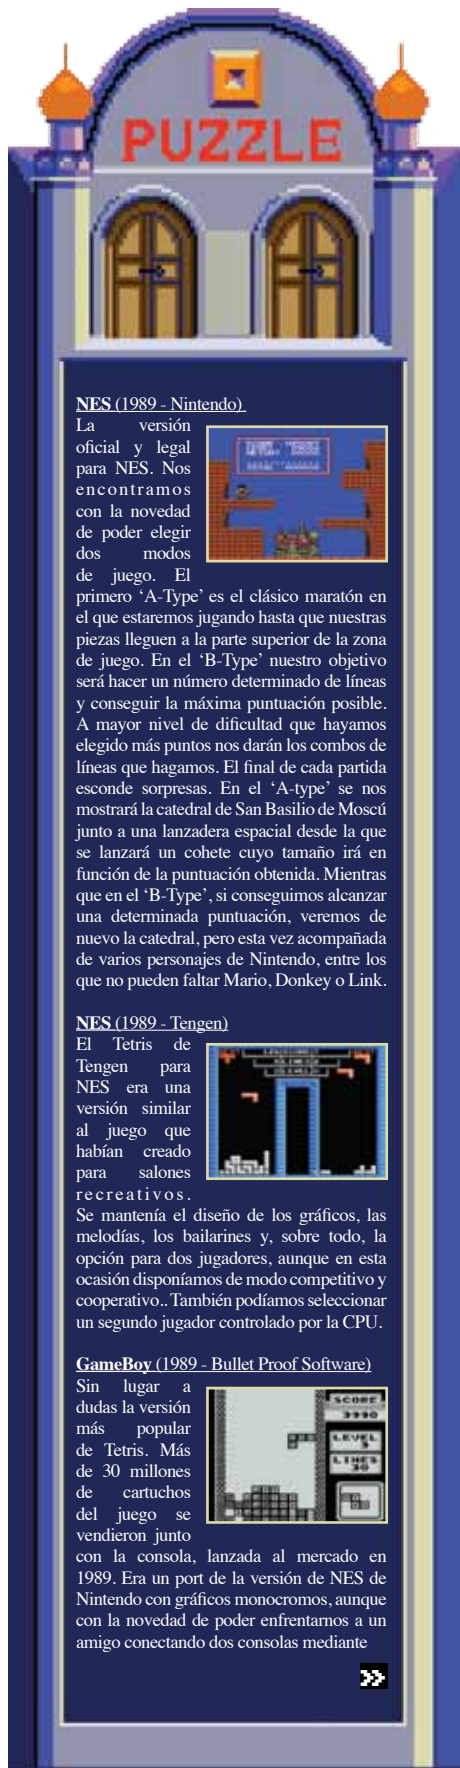 PUZZLE
NES (1989 - Nintendo)
La versión
oficial y legal
para NES. Nos
encontramos
con la novedad
de poder elegir
dos modos
de juego. El
primero ‘A-Type’ es el clásico maratón en
el que estaremos jugando hasta que nuestras
piezas lleguen a la parte superior de la zona
de juego. En el ‘B-Type’ nuestro objetivo
será hacer un número determinado de líneas
y conseguir la máxima puntuación posible.
A mayor nivel de dificultad que hayamos
elegido más puntos nos darán los combos de
líneas que hagamos. El final de cada partida
esconde sorpresas. En el ‘A-type’ se nos
mostrará la catedral de San Basilio de Moscú
junto a una lanzadera espacial desde la que
se lanzará un cohete cuyo tamaño irá en
función de la puntuación obtenida. Mientras
que en el ‘B-Type’, si conseguimos alcanzar
una determinada puntuación, veremos de
nuevo la catedral, pero esta vez acompañada
de varios personajes de Nintendo, entre los
que no pueden faltar Mario, Donkey o Link.
NES (1989 - Tengen)
El Tetris de
Tengen para
NES era una
versión similar
al juego que
habían creado
para salones
recreativos.
Se mantenía el diseño de los gráficos, las
melodías, los bailarines y, sobre todo, la
opción para dos jugadores, aunque en esta
ocasión disponíamos de modo competitivo y
cooperativo.. También podíamos seleccionar
un segundo jugador controlado por la CPU.
GameBoy (1989 - Bullet Proof Software)
Sin lugar a
dudas la versión
más popular
de Tetris. Más
de 30 millones
de cartuchos
del juego se
vendieron junto
con la consola, lanzada al mercado en
1989. Era un port de la versión de NES de
Nintendo con gráficos monocromos, aunque
con la novedad de poder enfrentarnos a un
amigo conectando dos consolas mediante
SCORE
3990
LEVEL
LINES
30